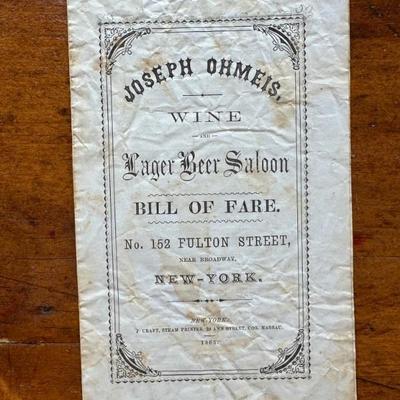 JOSEPH OHMEIS,
WINE
— AND —
Lager Beer Saloon
BILL OF FARE.
No. 152 FULTON STREET,
NEAR BROADWAY,
NEW-YORK.
NEW-YORK:
CRAFT, STEAM PRINTER, ANN STREET, COR. NASSAU.